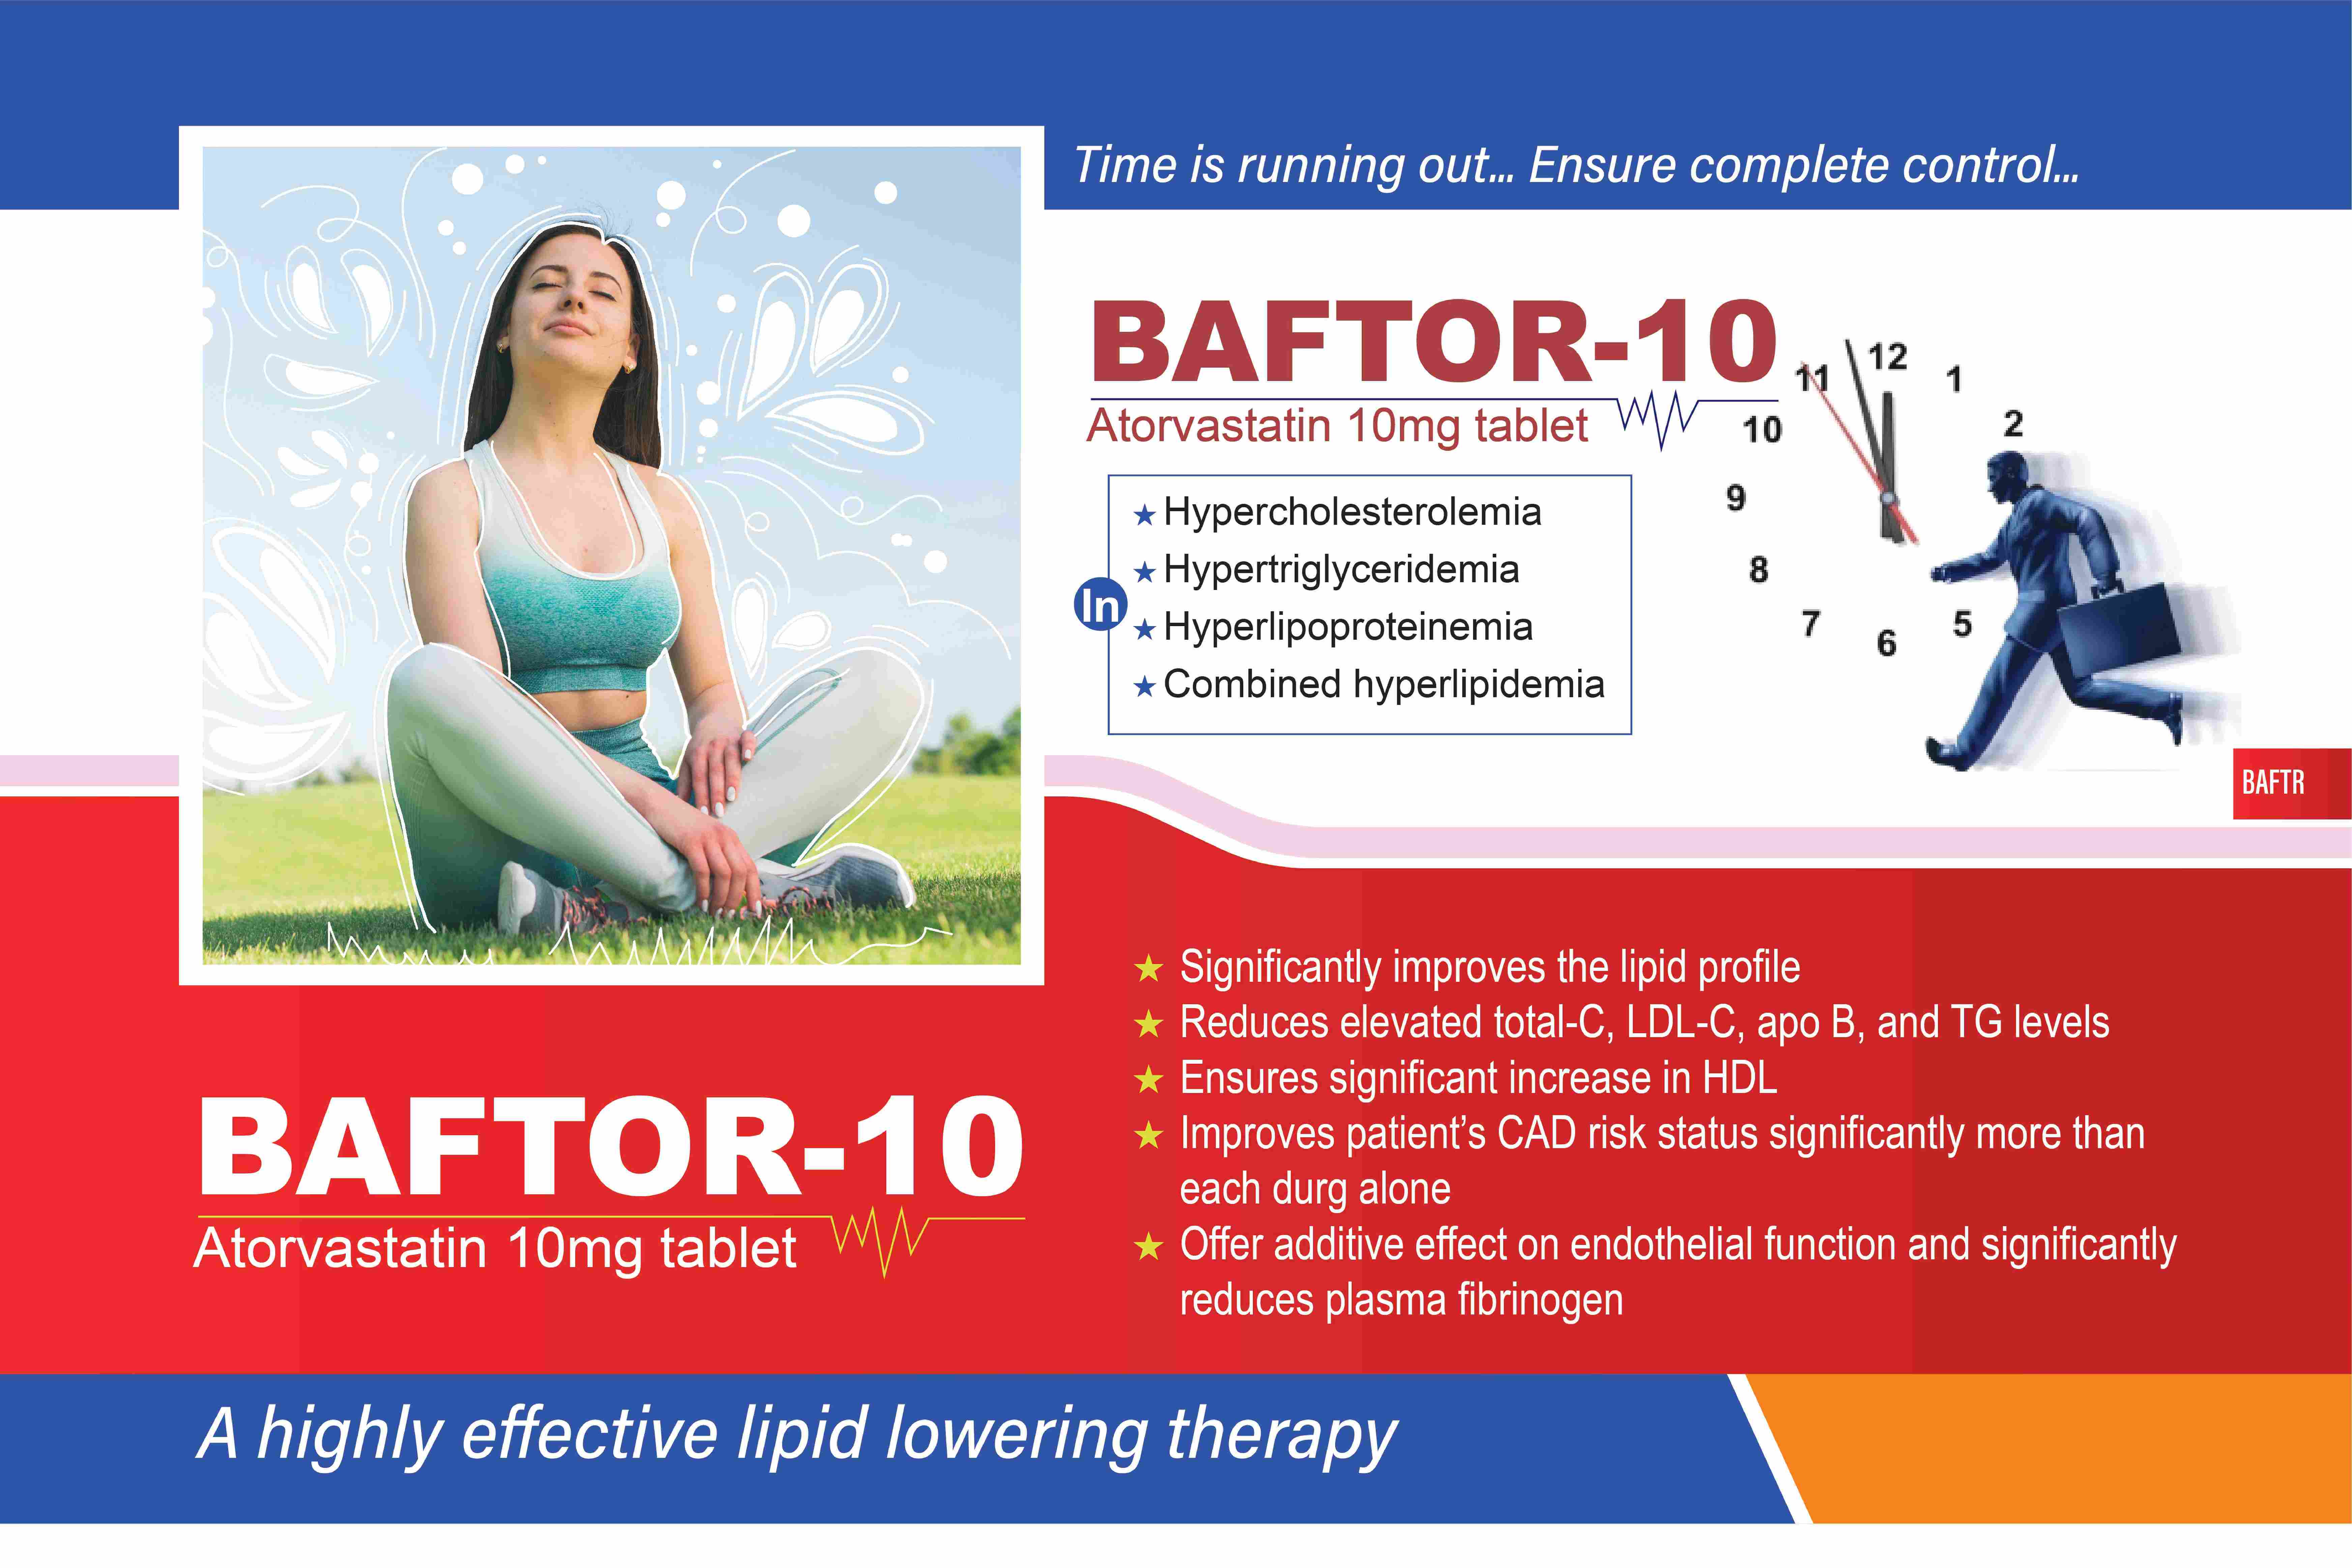 Time is running out... Ensure complete control...
BAFTOR-10
Atorvastatin 10mg tablet
In
★ Hypercholesterolemia
★ Hypertriglyceridemia
★ Hyperlipoproteinemia
★ Combined hyperlipidemia
12
11
1
10
2
9
8
7
6
5
BAFTR
★ Significantly improves the lipid profile
★ Reduces elevated total-C, LDL-C, apo B, and TG levels
★ Ensures significant increase in HDL
★ Improves patient’s CAD risk status significantly more than
each durg alone
★ Offer additive effect on endothelial function and significantly
reduces plasma fibrinogen
BAFTOR-10
Atorvastatin 10mg tablet
A highly effective lipid lowering therapy